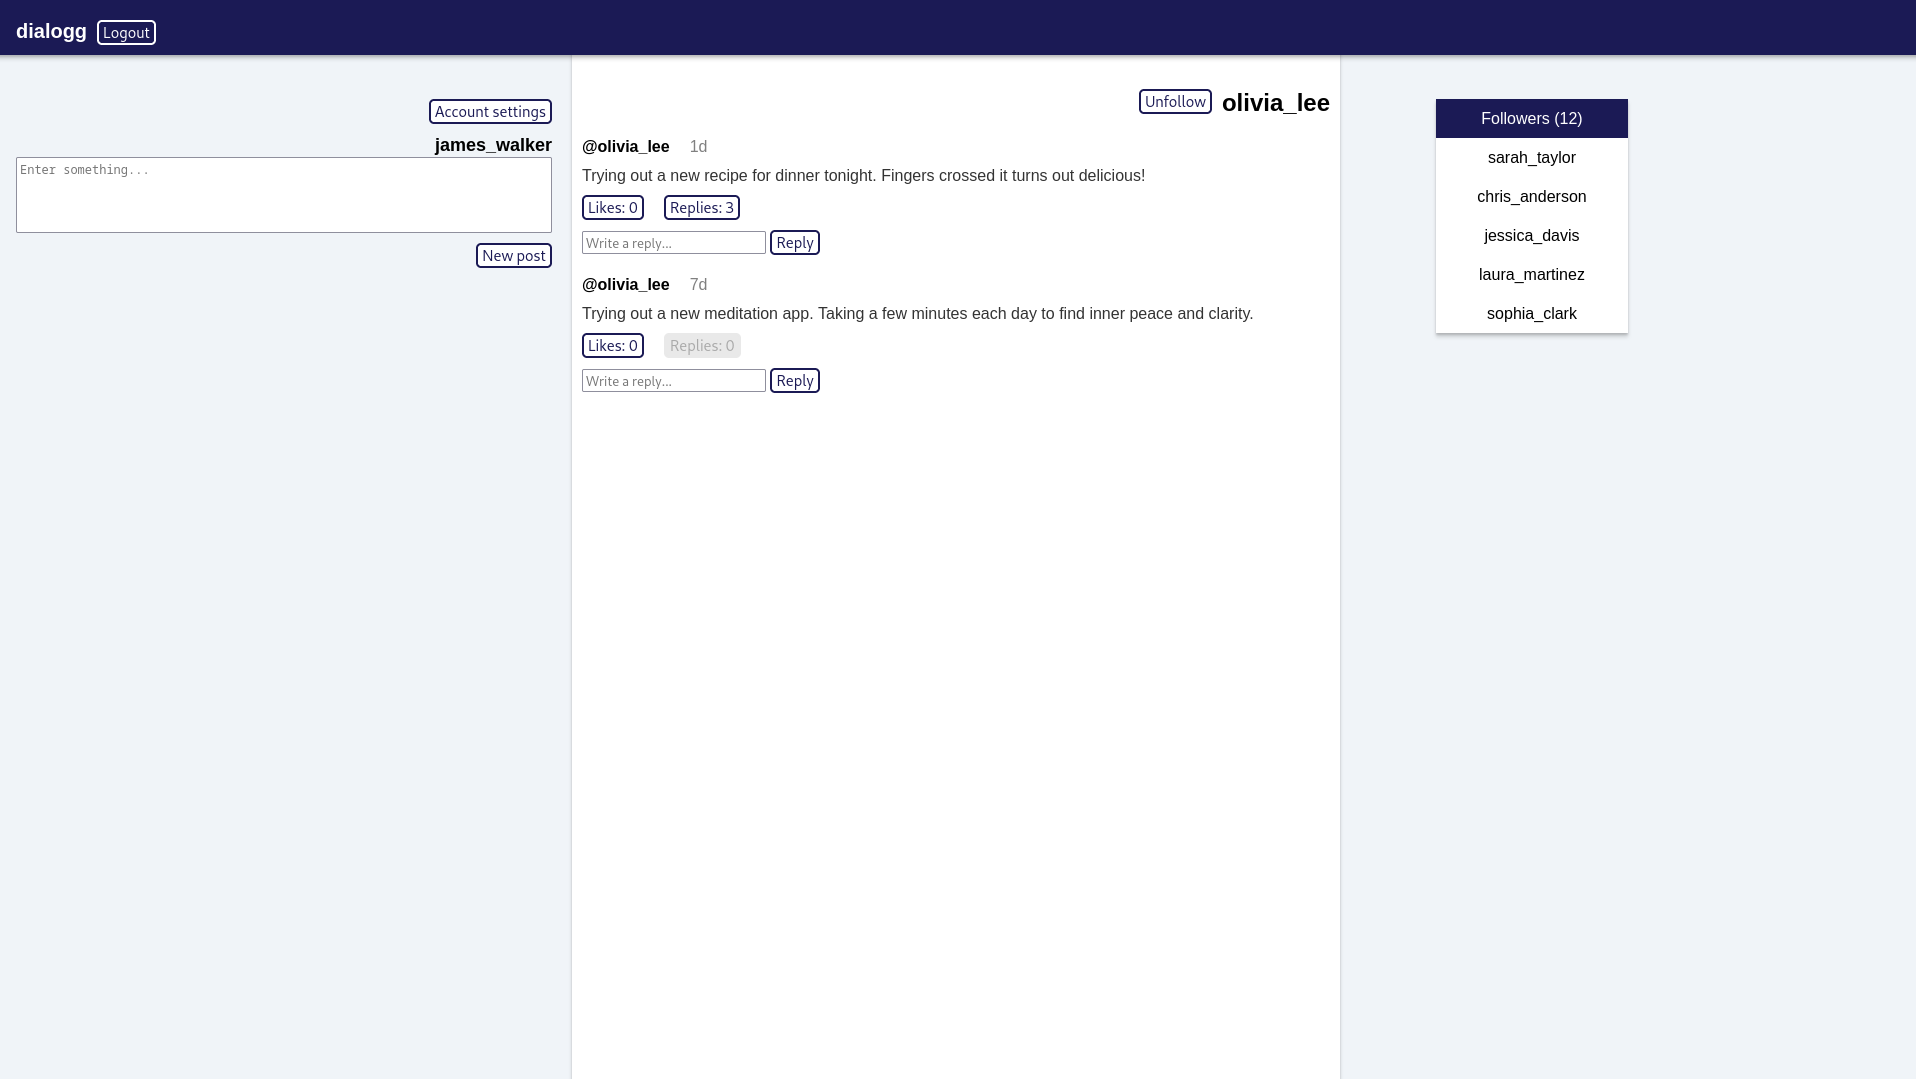 dialogg Logout
Account settings
james_walker
Enter something...
New post
Unfollow olivia_lee
@olivia_lee 1d
Trying out a new recipe for dinner tonight. Fingers crossed it turns out delicious!
Likes: 0 Replies: 3
Write a reply... Reply
@olivia_lee 7d
Trying out a new meditation app. Taking a few minutes each day to find inner peace and clarity.
Likes: 0 Replies: 0
Write a reply... Reply
Followers (12)
sarah_taylor
chris_anderson
jessica_davis
laura_martinez
sophia_clark